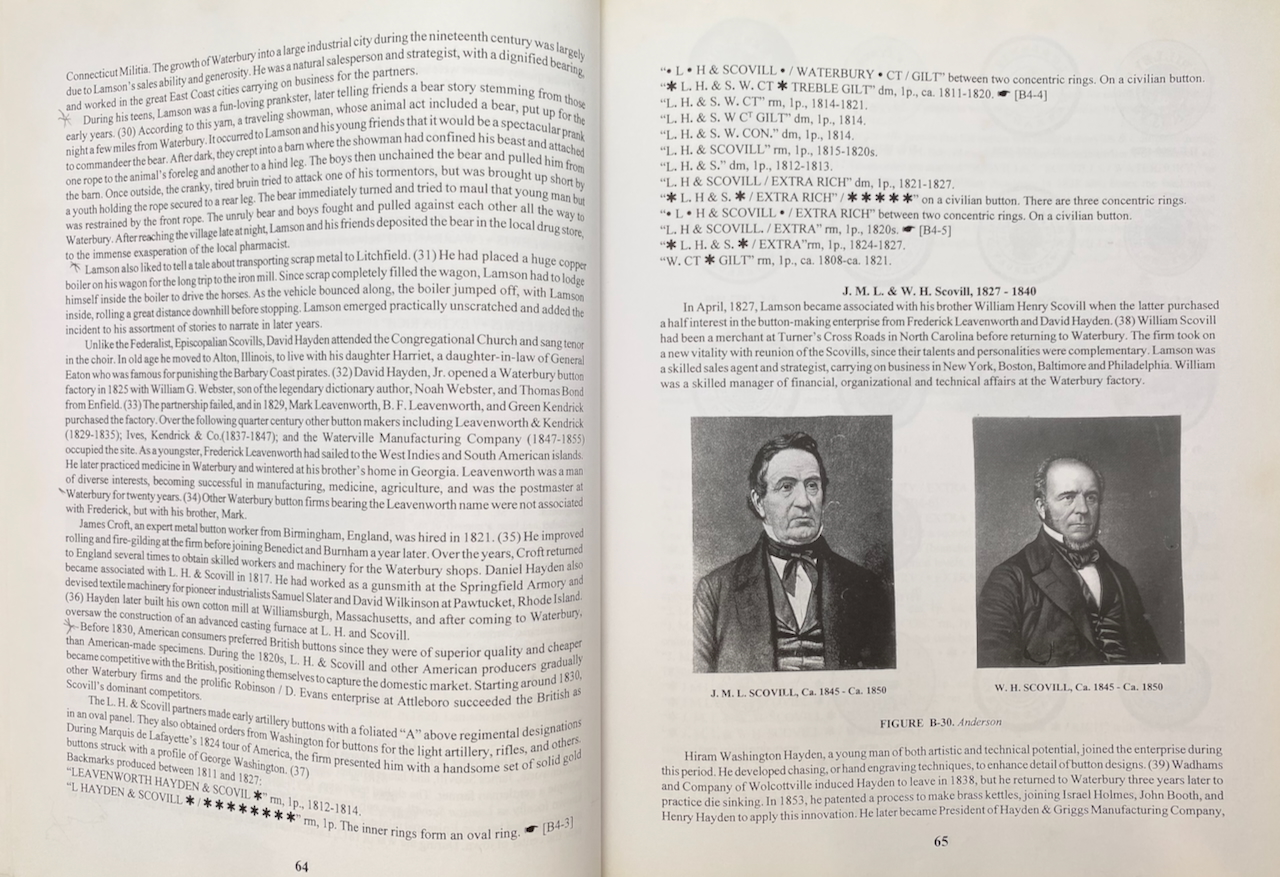 Connecticut Militia. The growth of Waterbury into a large industrial city during the nineteenth century was largely
due to Lamson's sales ability and generosity. He was a natural salesperson and strategist, with a dignified bearing,
and worked in the great East Coast cities carrying on business for the partners.
During his teens, Lamson was a fun-loving prankster, later telling friends a bear story stemming from those
early years. (30) According to this yarn, a traveling showman, whose animal act included a bear, put up for the
night a few miles from Waterbury. It occurred to Lamson and his young friends that it would be a spectacular prank
to commandeer the bear. After dark, they crept into a barn where the showman had confined his beast and attached
one rope to the animal's foreleg and another to a hind leg. The boys then unchained the bear and pulled him from
the barn. Once outside, the cranky, tired bruin tried to attack one of his tormentors, but was brought up short by
a youth holding the rope secured to a rear leg. The bear immediately turned and tried to maul that young man but
was restrained by the front rope. The unruly bear and boys fought and pulled against each other all the way to
Waterbury. After reaching the village late at night, Lamson and his friends deposited the bear in the local drug store,
to the immense exasperation of the local pharmacist.
Lamson also liked to tell a tale about transporting scrap metal to Litchfield. (31) He had placed a huge copper
boiler on his wagon for the long trip to the iron mill. Since scrap completely filled the wagon, Lamson had to lodge
himself inside the boiler to drive the horses. As the vehicle bounced along, the boiler jumped off, with Lamson
inside, rolling a great distance downhill before stopping. Lamson emerged practically unscratched and added the
incident to his assortment of stories to narrate in later years.
Unlike the Federalist, Episcopalian Scovills, David Hayden attended the Congregational Church and sang tenor
in the choir. In old age he moved to Alton, Illinois, to live with his daughter Harriet, a daughter-in-law of General
Eaton who was famous for punishing the Barbary Coast pirates. (32) David Hayden, Jr. opened a Waterbury button
factory in 1825 with William G. Webster, son of the legendary dictionary author, Noah Webster, and Thomas Bond
from Enfield. (33) The partnership failed, and in 1829, Mark Leavenworth, B. F. Leavenworth, and Green Kendrick
purchased the factory. Over the following quarter century other button makers including Leavenworth & Kendrick
(1829-1835); Ives, Kendrick & Co.(1837-1847); and the Waterville Manufacturing Company (1847-1855)
occupied the site. As a youngster, Frederick Leavenworth had sailed to the West Indies and South American islands.
He later practiced medicine in Waterbury and wintered at his brother's home in Georgia. Leavenworth was a man
of diverse interests, becoming successful in manufacturing, medicine, agriculture, and was the postmaster at
Waterbury for twenty years. (34) Other Waterbury button firms bearing the Leavenworth name were not associated
with Frederick, but with his brother, Mark.
James Croft, an expert metal button worker from Birmingham, England, was hired in 1821. (35) He improved
rolling and fire-gilding at the firm before joining Benedict and Burnham a year later. Over the years, Croft returned
to England several times to obtain skilled workers and machinery for the Waterbury shops. Daniel Hayden also
became associated with L. H. & Scovill in 1817. He had worked as a gunsmith at the Springfield Armory and
devised textile machinery for pioneer industrialists Samuel Slater and David Wilkinson at Pawtucket, Rhode Island.
(36) Hayden later built his own cotton mill at Williamsburgh, Massachusetts, and after coming to Waterbury,
oversaw the construction of an advanced casting furnace at L. H. and Scovill.
Before 1830, American consumers preferred British buttons since they were of superior quality and cheaper
than American-made specimens. During the 1820s, L. H. & Scovill and other American producers gradually
became competitive with the British, positioning themselves to capture the domestic market. Starting around 1830,
other Waterbury firms and the prolific Robinson / D. Evans enterprise at Attleboro succeeded the British as
Scovill's dominant competitors.
The L. H. & Scovill partners made early artillery buttons with a foliated "A" above regimental designations
in an oval panel. They also obtained orders from Washington for buttons for the light artillery, rifles, and others.
During Marquis de Lafayette's 1824 tour of America, the firm presented him with a handsome set of solid gold
buttons struck with a profile of George Washington. (37)
Backmarks produced between 1811 and 1827:
"LEAVENWORTH HAYDEN & SCOVIL ✱" rm, 1p., 1812-1814.
"L HAYDEN & SCOVILL ✱ / ✱ ✱ ✱ ✱ ✱ ✱ ✱ ✱" rm, 1p. The inner rings form an oval ring. ☛ [B4-3]
64
"• L • H & SCOVILL • / WATERBURY • CT / GILT" between two concentric rings. On a civilian button.
"✱ L. H. & S. W. CT ✱ TREBLE GILT" dm, 1p., ca. 1811-1820. ☛ [B4-4]
"L. H. & S. W. CT" rm, 1p., 1814-1821.
"L. H. & S. W Cᵀ GILT" dm, 1p., 1814.
"L. H. & S. W. CON." dm, 1p., 1814.
"L. H. & SCOVILL" rm, 1p., 1815-1820s.
"L. H. & S." dm, 1p., 1812-1813.
"L. H & SCOVILL / EXTRA RICH" dm, 1p., 1821-1827.
"✱ L. H & S. ✱ / EXTRA RICH" / ✱ ✱ ✱ ✱ ✱" on a civilian button. There are three concentric rings.
"• L • H & SCOVILL • / EXTRA RICH" between two concentric rings. On a civilian button.
"L. H & SCOVILL. / EXTRA" rm, 1p., 1820s. ☛ [B4-5]
"✱ L. H. & S. ✱ / EXTRA"rm, 1p., 1824-1827.
"W. CT ✱ GILT" rm, 1p., ca. 1808-ca. 1821.
J. M. L. & W. H. Scovill, 1827 - 1840
In April, 1827, Lamson became associated with his brother William Henry Scovill when the latter purchased
a half interest in the button-making enterprise from Frederick Leavenworth and David Hayden. (38) William Scovill
had been a merchant at Turner's Cross Roads in North Carolina before returning to Waterbury. The firm took on
a new vitality with reunion of the Scovills, since their talents and personalities were complementary. Lamson was
a skilled sales agent and strategist, carrying on business in New York, Boston, Baltimore and Philadelphia. William
was a skilled manager of financial, organizational and technical affairs at the Waterbury factory.
J. M. L. SCOVILL, Ca. 1845 - Ca. 1850
W. H. SCOVILL, Ca. 1845 - Ca. 1850
FIGURE B-30. Anderson
Hiram Washington Hayden, a young man of both artistic and technical potential, joined the enterprise during
this period. He developed chasing, or hand engraving techniques, to enhance detail of button designs. (39) Wadhams
and Company of Wolcottville induced Hayden to leave in 1838, but he returned to Waterbury three years later to
practice die sinking. In 1853, he patented a process to make brass kettles, joining Israel Holmes, John Booth, and
Henry Hayden to apply this innovation. He later became President of Hayden & Griggs Manufacturing Company,
65